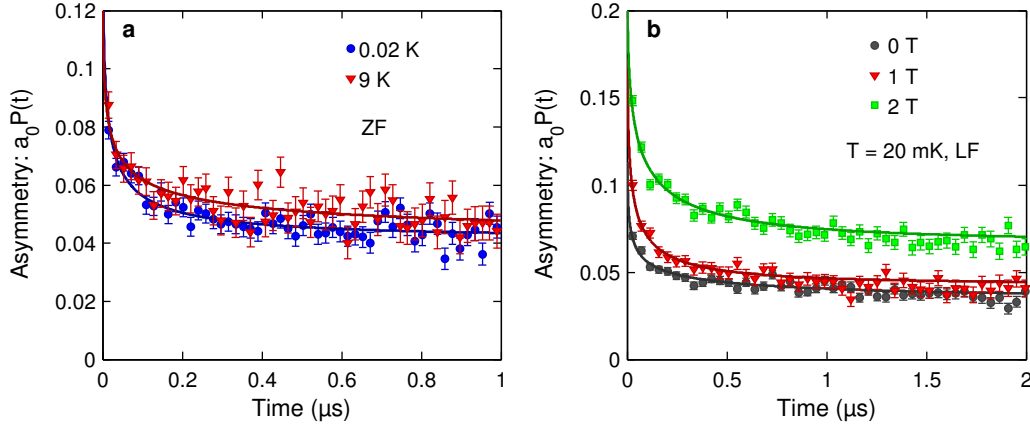 a
0.02 K
9 K
ZF
0.12
0.1
0.08
0.06
0.04
0.02
0
0
0.2
0.4
0.6
0.8
1
Time (μs)
Asymmetry: a₀P(t)
b
0 T
1 T
2 T
T = 20 mK, LF
0.2
0.15
0.1
0.05
0
0
0.5
1
1.5
2
Time (μs)
Asymmetry: a₀P(t)